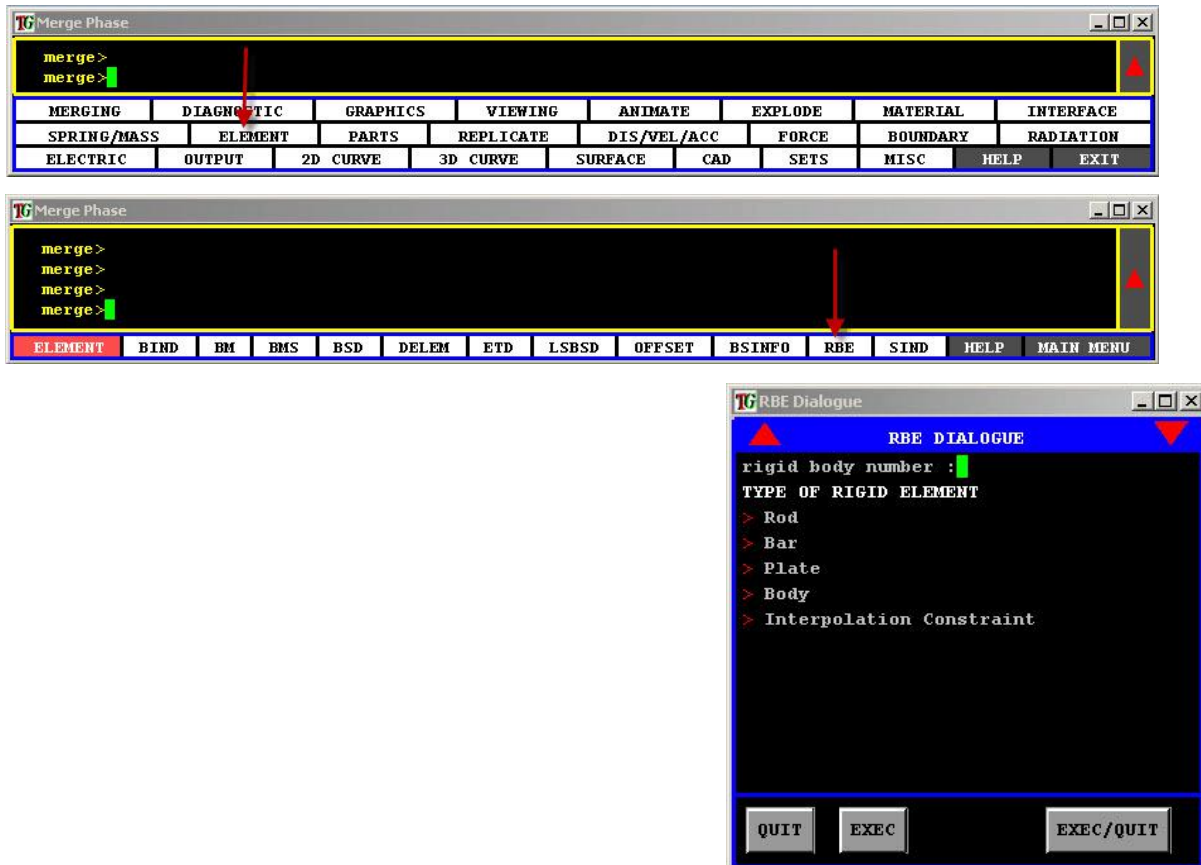 TG Merge Phase
merge>
merge>
MERGING DIAGNOSTIC GRAPHICS VIEWING ANIMATE EXPLODE MATERIAL INTERFACE
SPRING/MASS ELEMENT PARTS REPLICATE DIS/VEL/ACC FORCE BOUNDARY RADIATION
ELECTRIC OUTPUT 2D CURVE 3D CURVE SURFACE CAD SETS MISC HELP EXIT
TG Merge Phase
merge>
merge>
merge>
merge>
ELEMENT BIND BM BMS BSD DELEM ETD LSBSD OFFSET BSINFO RBE SIND HELP MAIN MENU
TG RBE Dialogue
RBE DIALOGUE
rigid body number :
TYPE OF RIGID ELEMENT
> Rod
> Bar
> Plate
> Body
> Interpolation Constraint
QUIT EXEC EXEC/QUIT